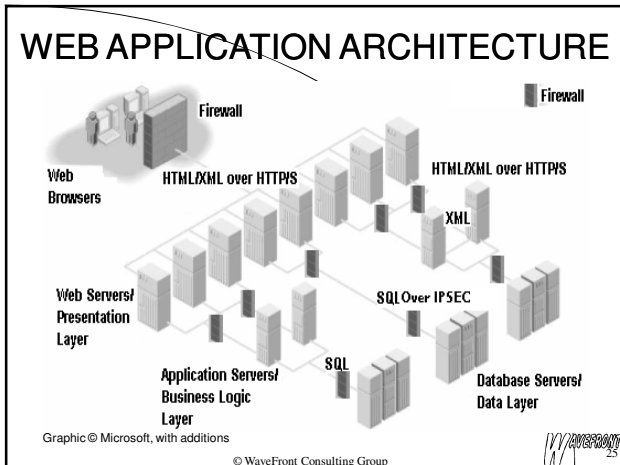 WEB APPLICATION ARCHITECTURE
Firewall
Firewall
Web
Browsers
HTML/XML over HTTP/S
HTML/XML over HTTP/S
XML
Web Servers/
Presentation
Layer
SQL Over IPSEC
Application Servers/
Business Logic
Layer
SQL
Database Servers/
Data Layer
Graphic © Microsoft, with additions
WAVEFRONT
25
© WaveFront Consulting Group